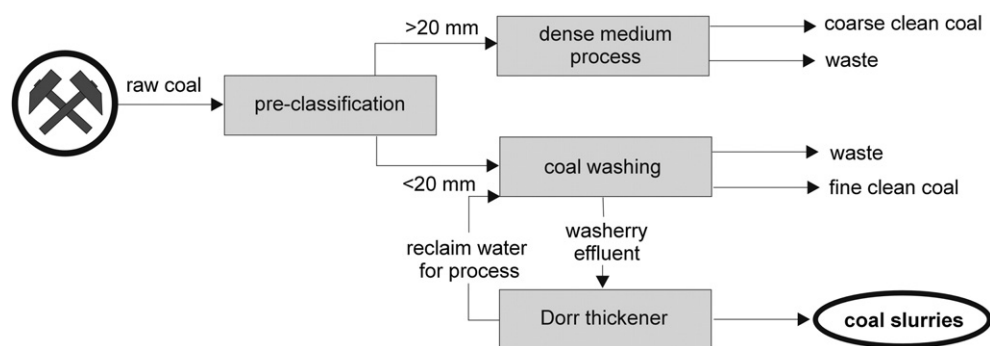 >20 mm
dense medium
process
coarse clean coal
waste
raw coal
pre-classification
<20 mm
coal washing
waste
fine clean coal
reclaim water
for process
washerry
effluent
Dorr thickener
coal slurries